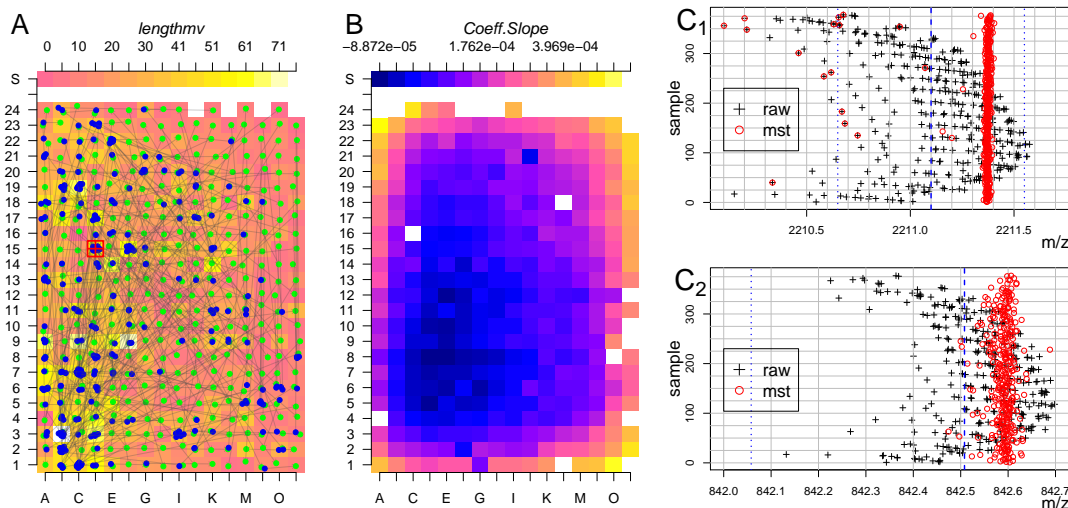 A
lengthmv
0 10 20 30 41 51 61 71
S
24
23
22
21
20
19
18
17
16
15
14
13
12
11
10
9
8
7
6
5
4
3
2
1
A C E G I K M O
B
Coeff.Slope
−8.872e−05 1.762e−04 3.969e−04
S
24
23
22
21
20
19
18
17
16
15
14
13
12
11
10
9
8
7
6
5
4
3
2
1
A C E G I K M O
C1
sample
0 100 200 300
+ raw
○ mst
2210.5 2211.0 2211.5
m/z
C2
sample
0 100 200 300
+ raw
○ mst
842.0 842.1 842.2 842.3 842.4 842.5 842.6 842.7
m/z